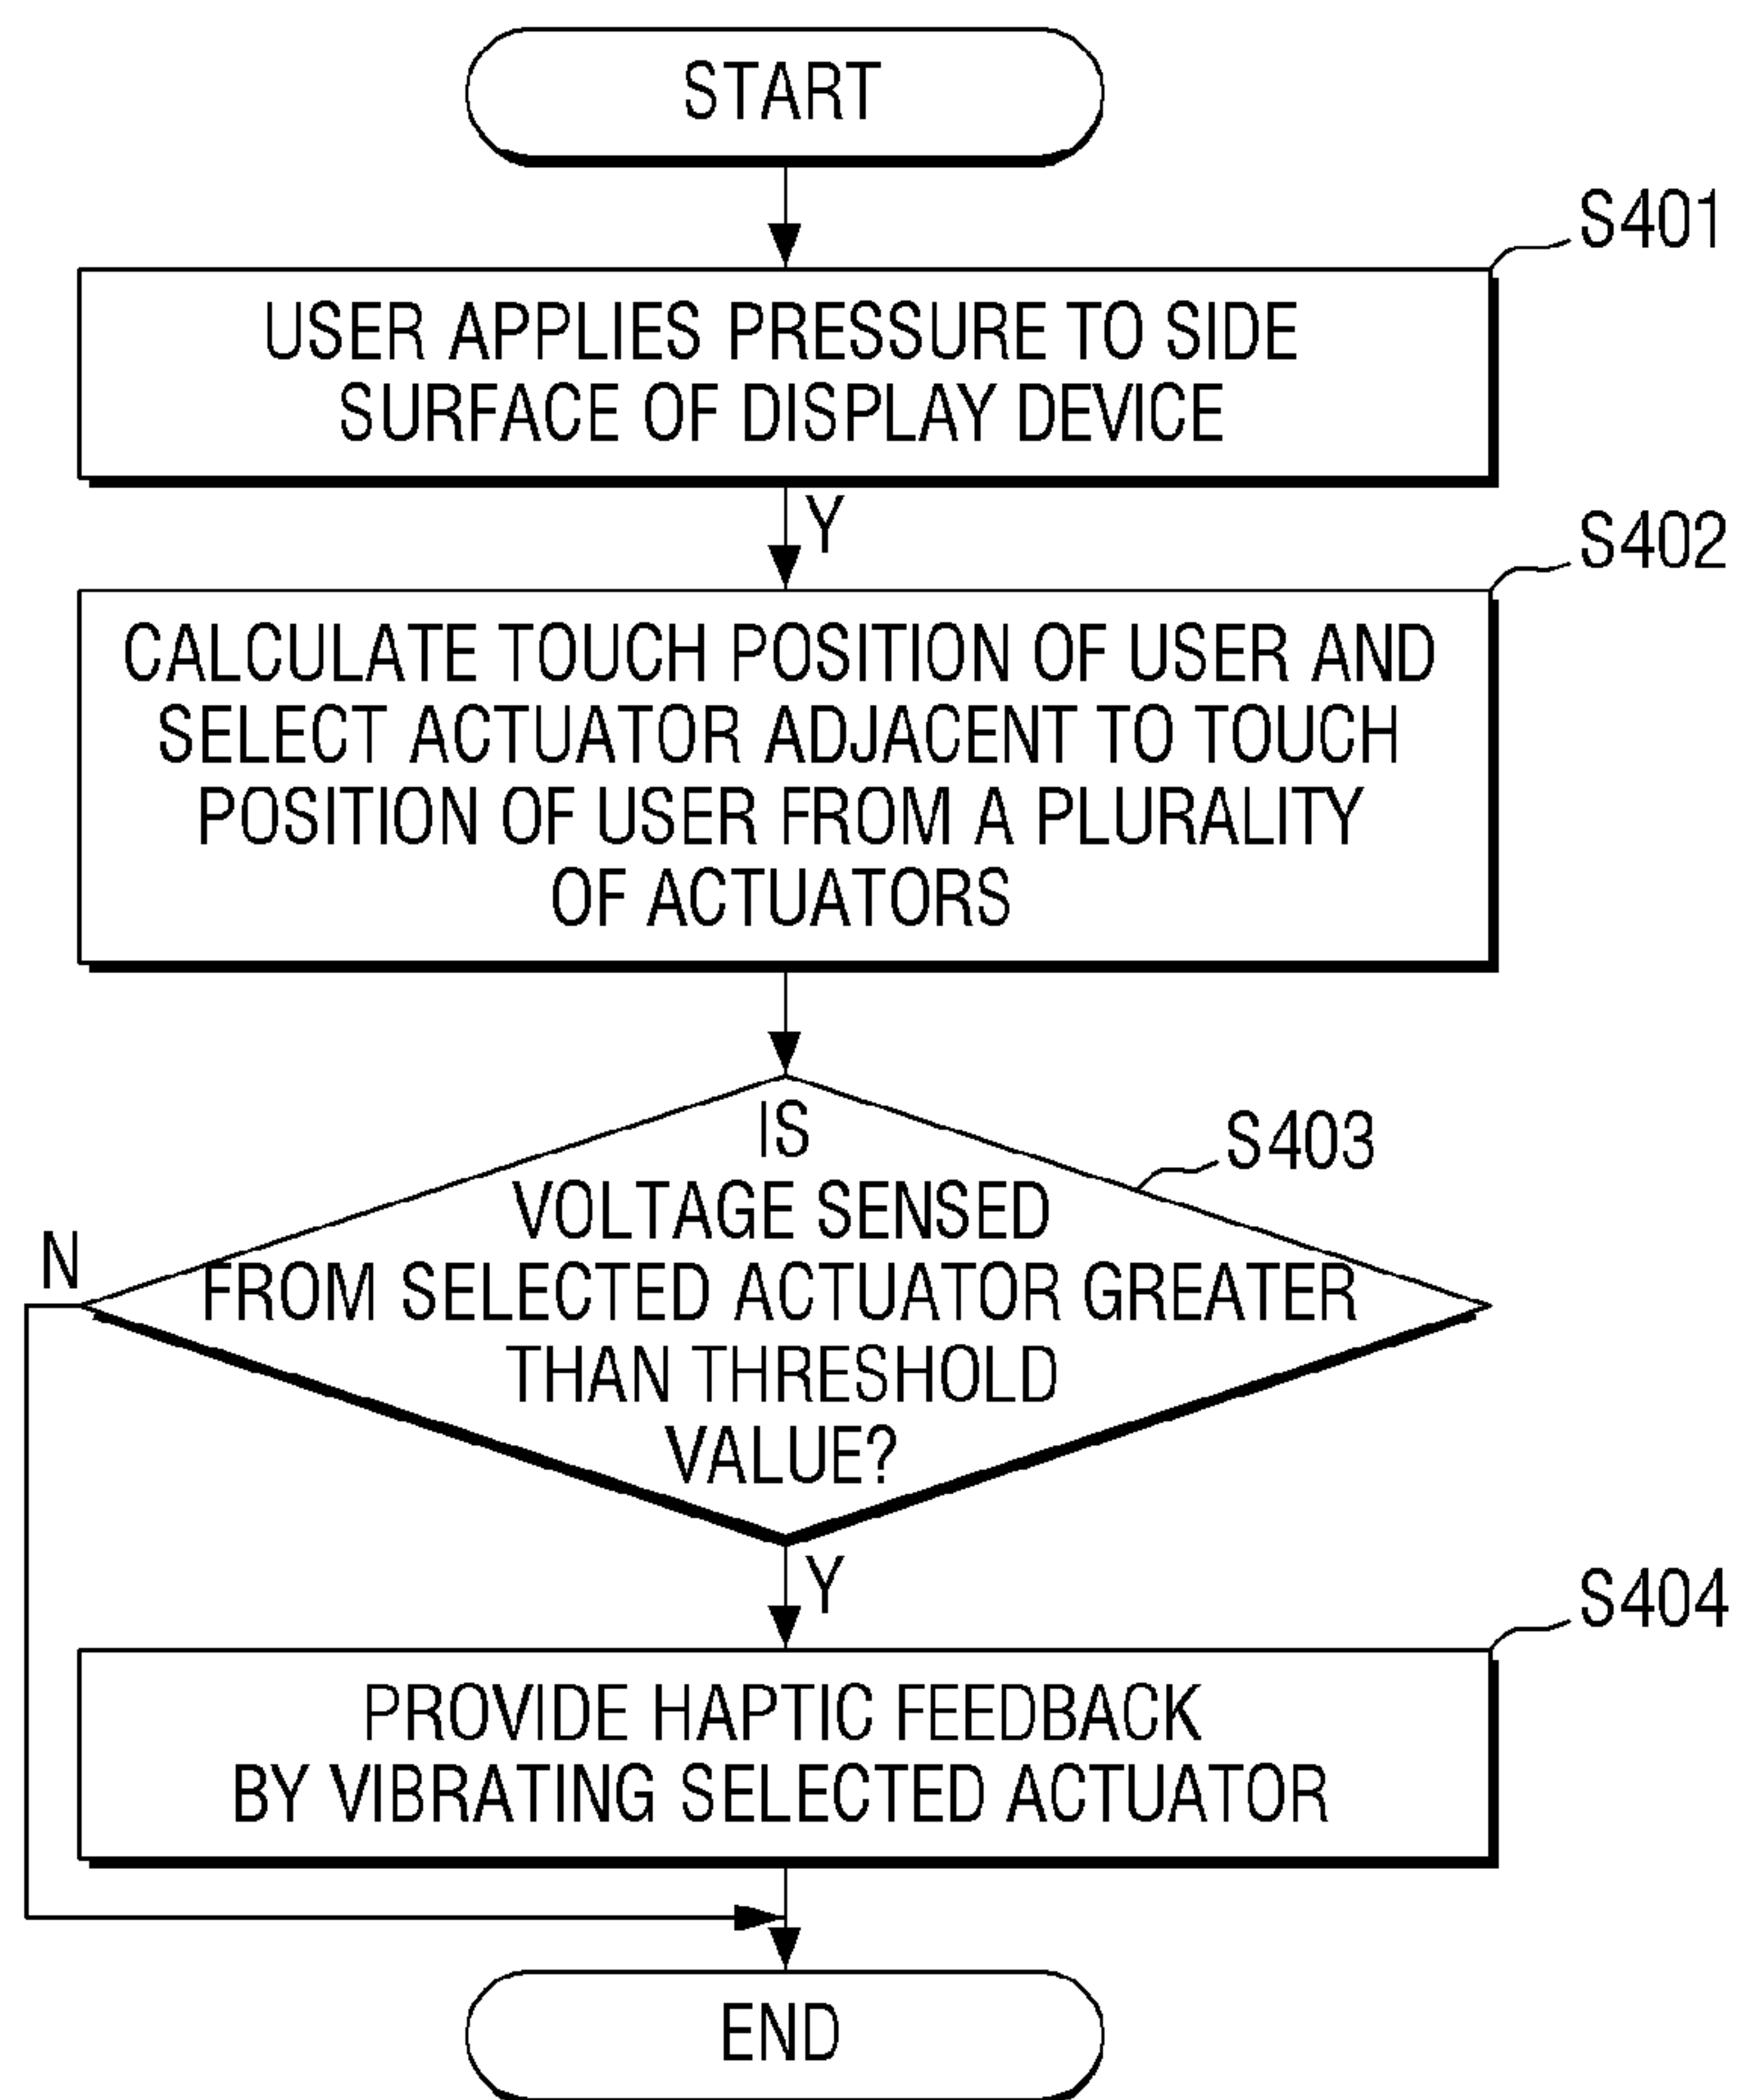 START
S401
USER APPLIES PRESSURE TO SIDE
SURFACE OF DISPLAY DEVICE
Y
S402
CALCULATE TOUCH POSITION OF USER AND
SELECT ACTUATOR ADJACENT TO TOUCH
POSITION OF USER FROM A PLURALITY
OF ACTUATORS
S403
IS
VOLTAGE SENSED
FROM SELECTED ACTUATOR GREATER
THAN THRESHOLD
VALUE?
N
Y
S404
PROVIDE HAPTIC FEEDBACK
BY VIBRATING SELECTED ACTUATOR
END